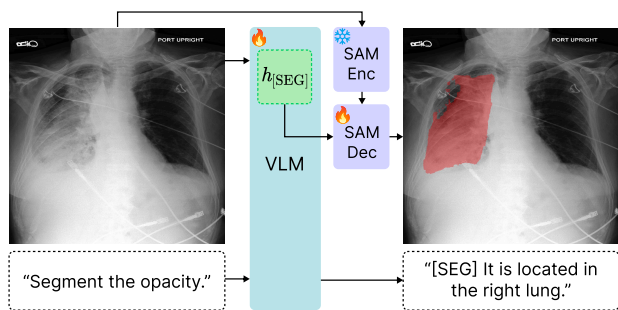 PORT UPRIGHT
h[SEG]
VLM
SAM
Enc
SAM
Dec
PORT UPRIGHT
“Segment the opacity.”
“[SEG] It is located in
the right lung.”